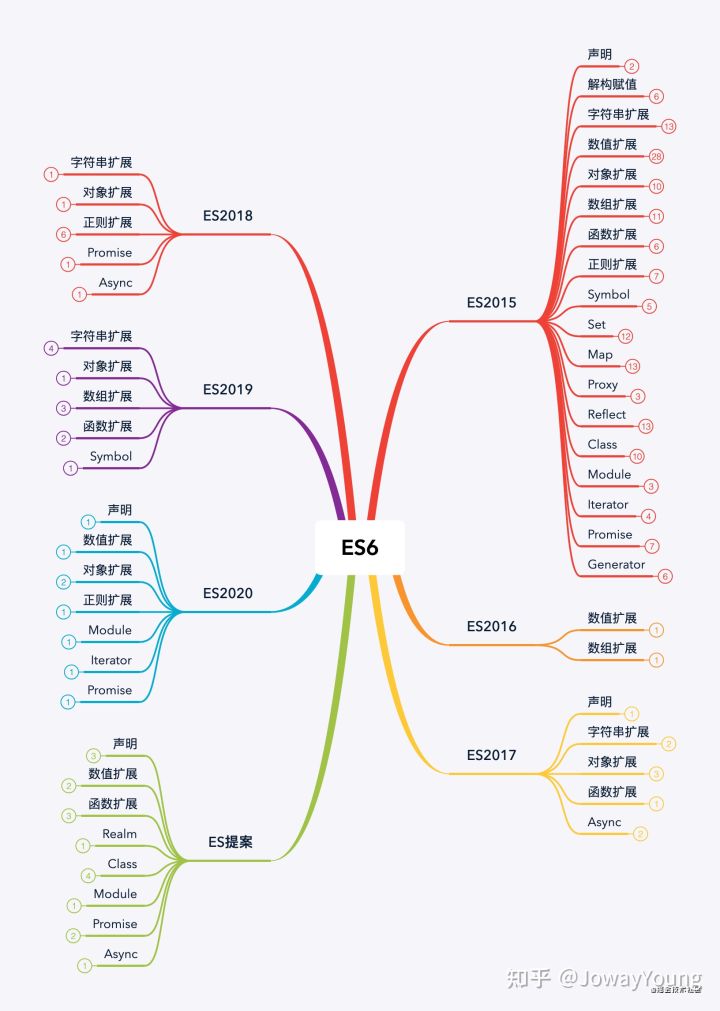 ES6
ES2015
声明
2
解构赋值
6
字符串扩展
13
数值扩展
28
对象扩展
10
数组扩展
11
函数扩展
6
正则扩展
7
Symbol
5
Set
12
Map
13
Proxy
3
Reflect
13
Class
10
Module
3
Iterator
4
Promise
7
Generator
6
ES2016
数值扩展
1
数组扩展
1
ES2017
声明
1
字符串扩展
2
对象扩展
3
函数扩展
1
Async
2
ES2018
字符串扩展
1
对象扩展
1
正则扩展
6
Promise
1
Async
1
ES2019
字符串扩展
4
对象扩展
1
数组扩展
3
函数扩展
2
Symbol
1
ES2020
声明
1
数值扩展
1
对象扩展
2
正则扩展
1
Module
1
Iterator
1
Promise
1
ES提案
声明
3
数值扩展
2
函数扩展
3
Realm
1
Class
4
Module
1
Promise
2
Async
1
知乎 @JowayYoung